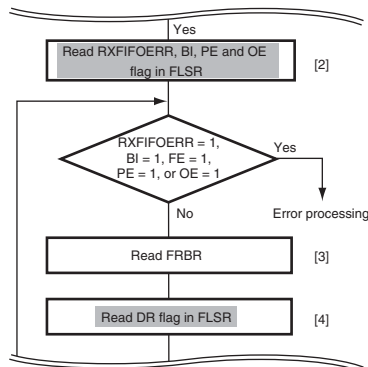 Yes
Read RXFIFOERR, BI, PE and OE
flag in FLSR
[2]
RXFIFOERR = 1,
BI = 1, FE = 1,
PE = 1, or OE = 1
Yes
No
Error processing
Read FRBR
[3]
Read DR flag in FLSR
[4]